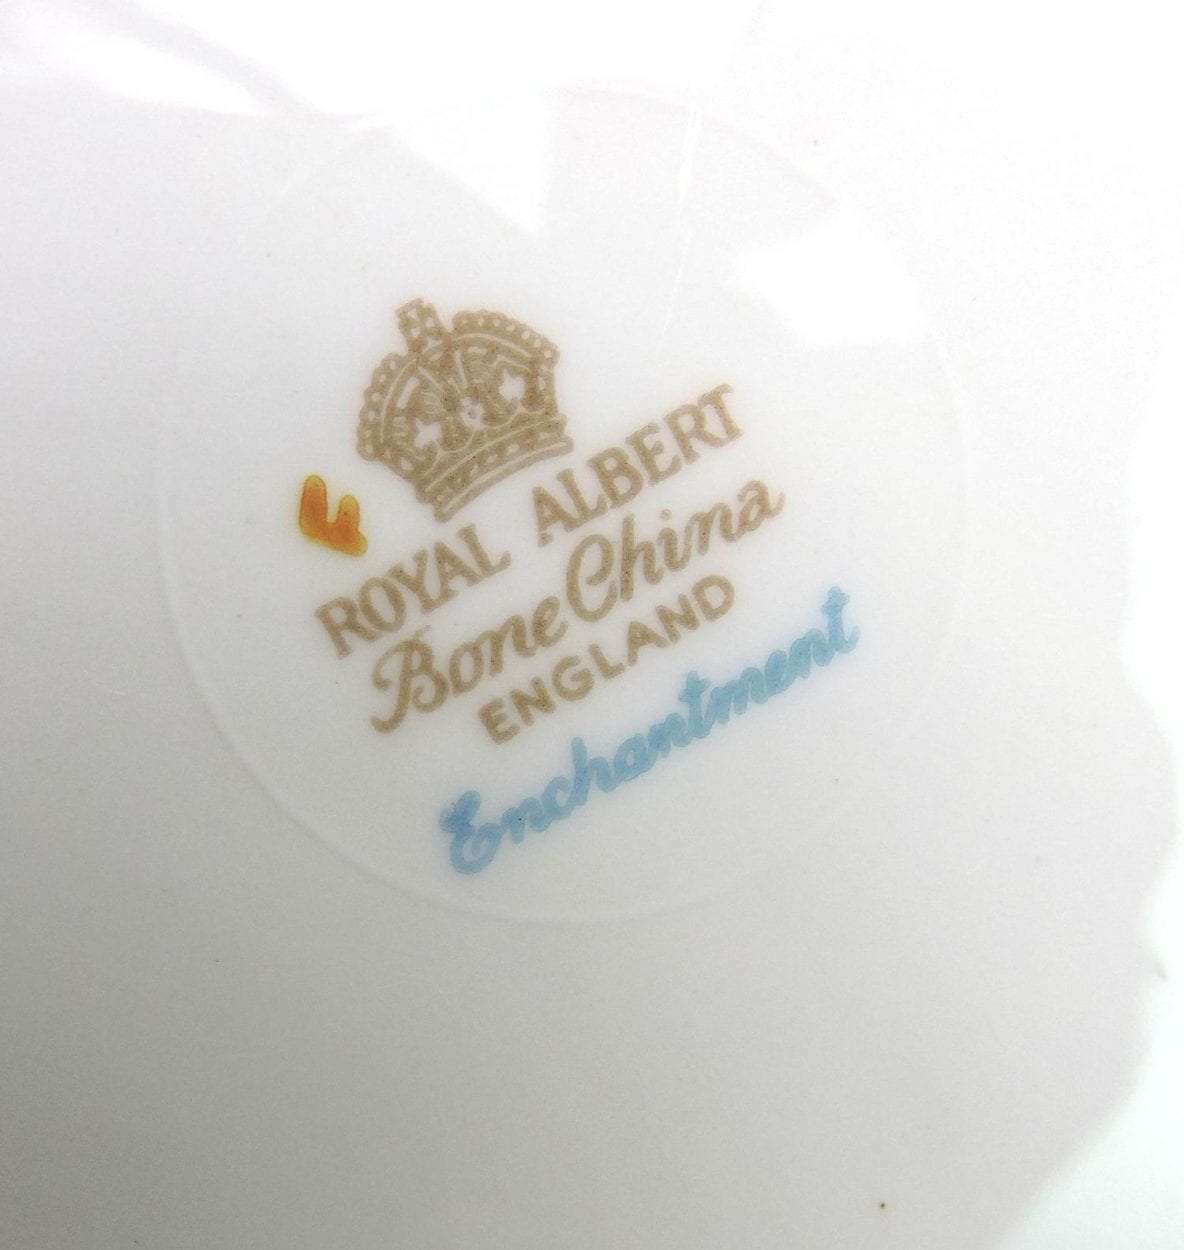 F
ROYAL ALBERT
Bone China
ENGLAND
Enchantment